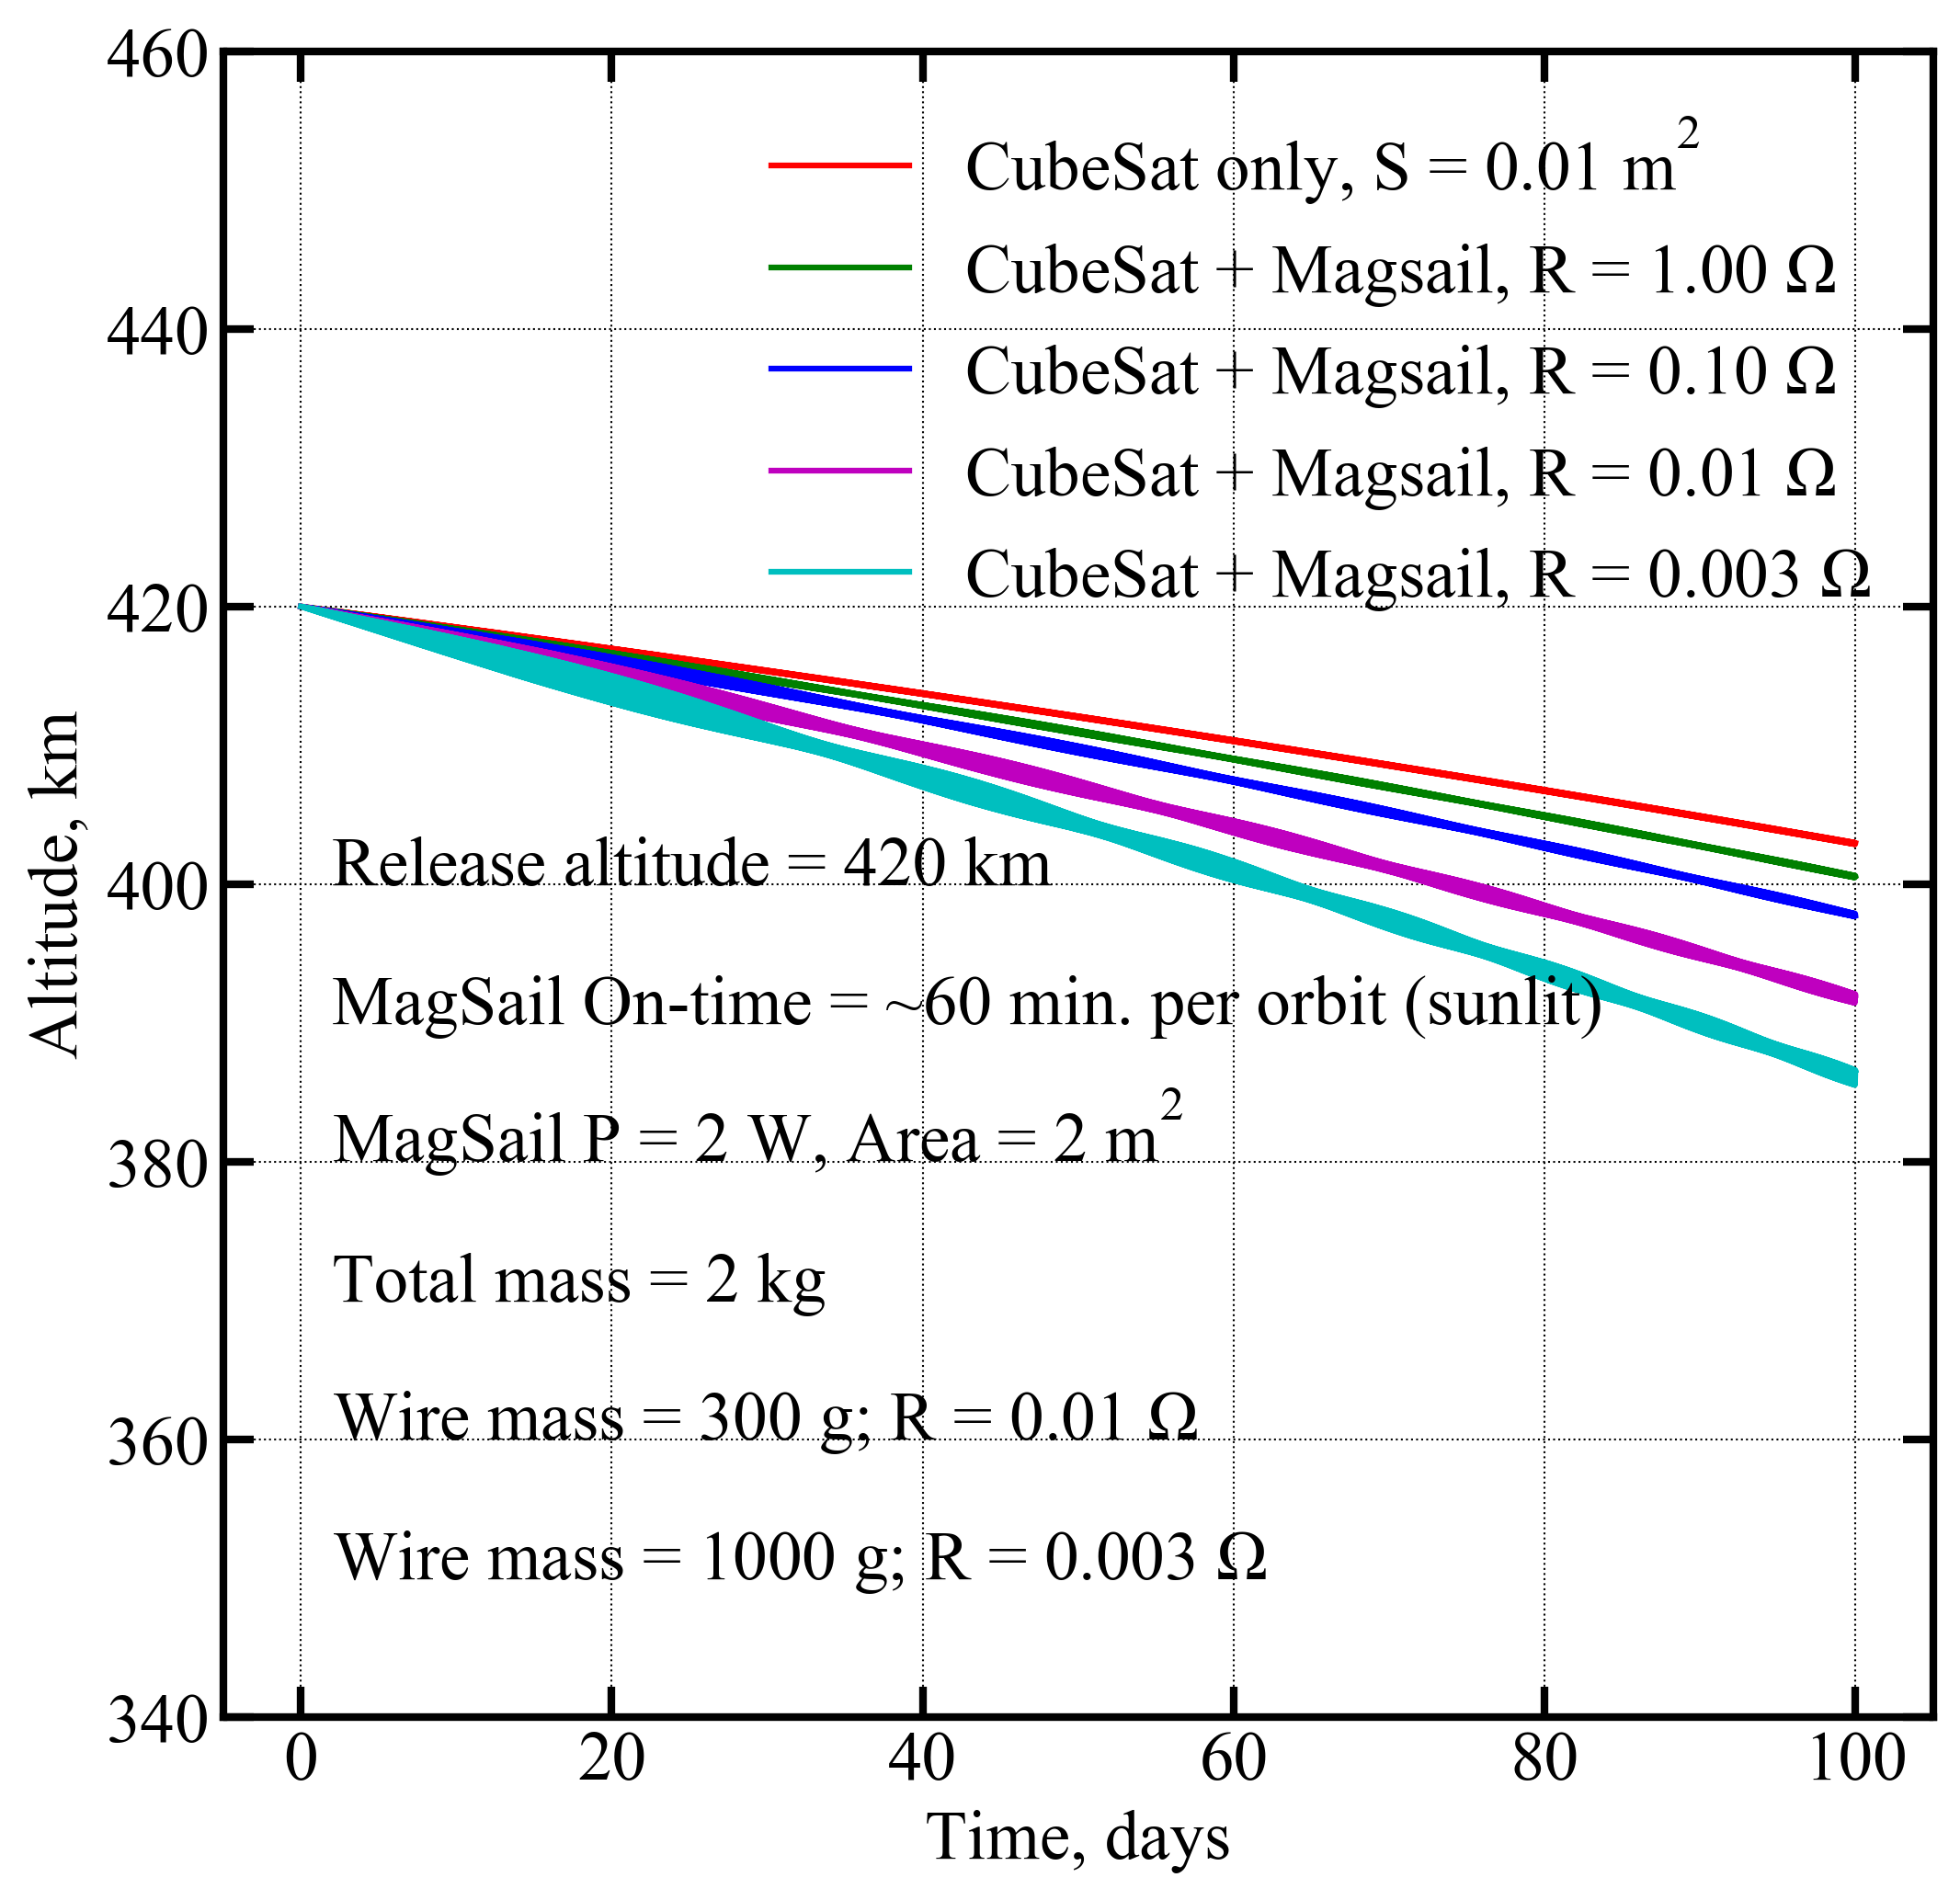 460
440
420
400
380
360
340
Altitude, km
CubeSat only, S = 0.01 m²
CubeSat + Magsail, R = 1.00 Ω
CubeSat + Magsail, R = 0.10 Ω
CubeSat + Magsail, R = 0.01 Ω
CubeSat + Magsail, R = 0.003 Ω
Release altitude = 420 km
MagSail On-time = ~60 min. per orbit (sunlit)
MagSail P = 2 W, Area = 2 m²
Total mass = 2 kg
Wire mass = 300 g; R = 0.01 Ω
Wire mass = 1000 g; R = 0.003 Ω
0 20 40 60 80 100
Time, days